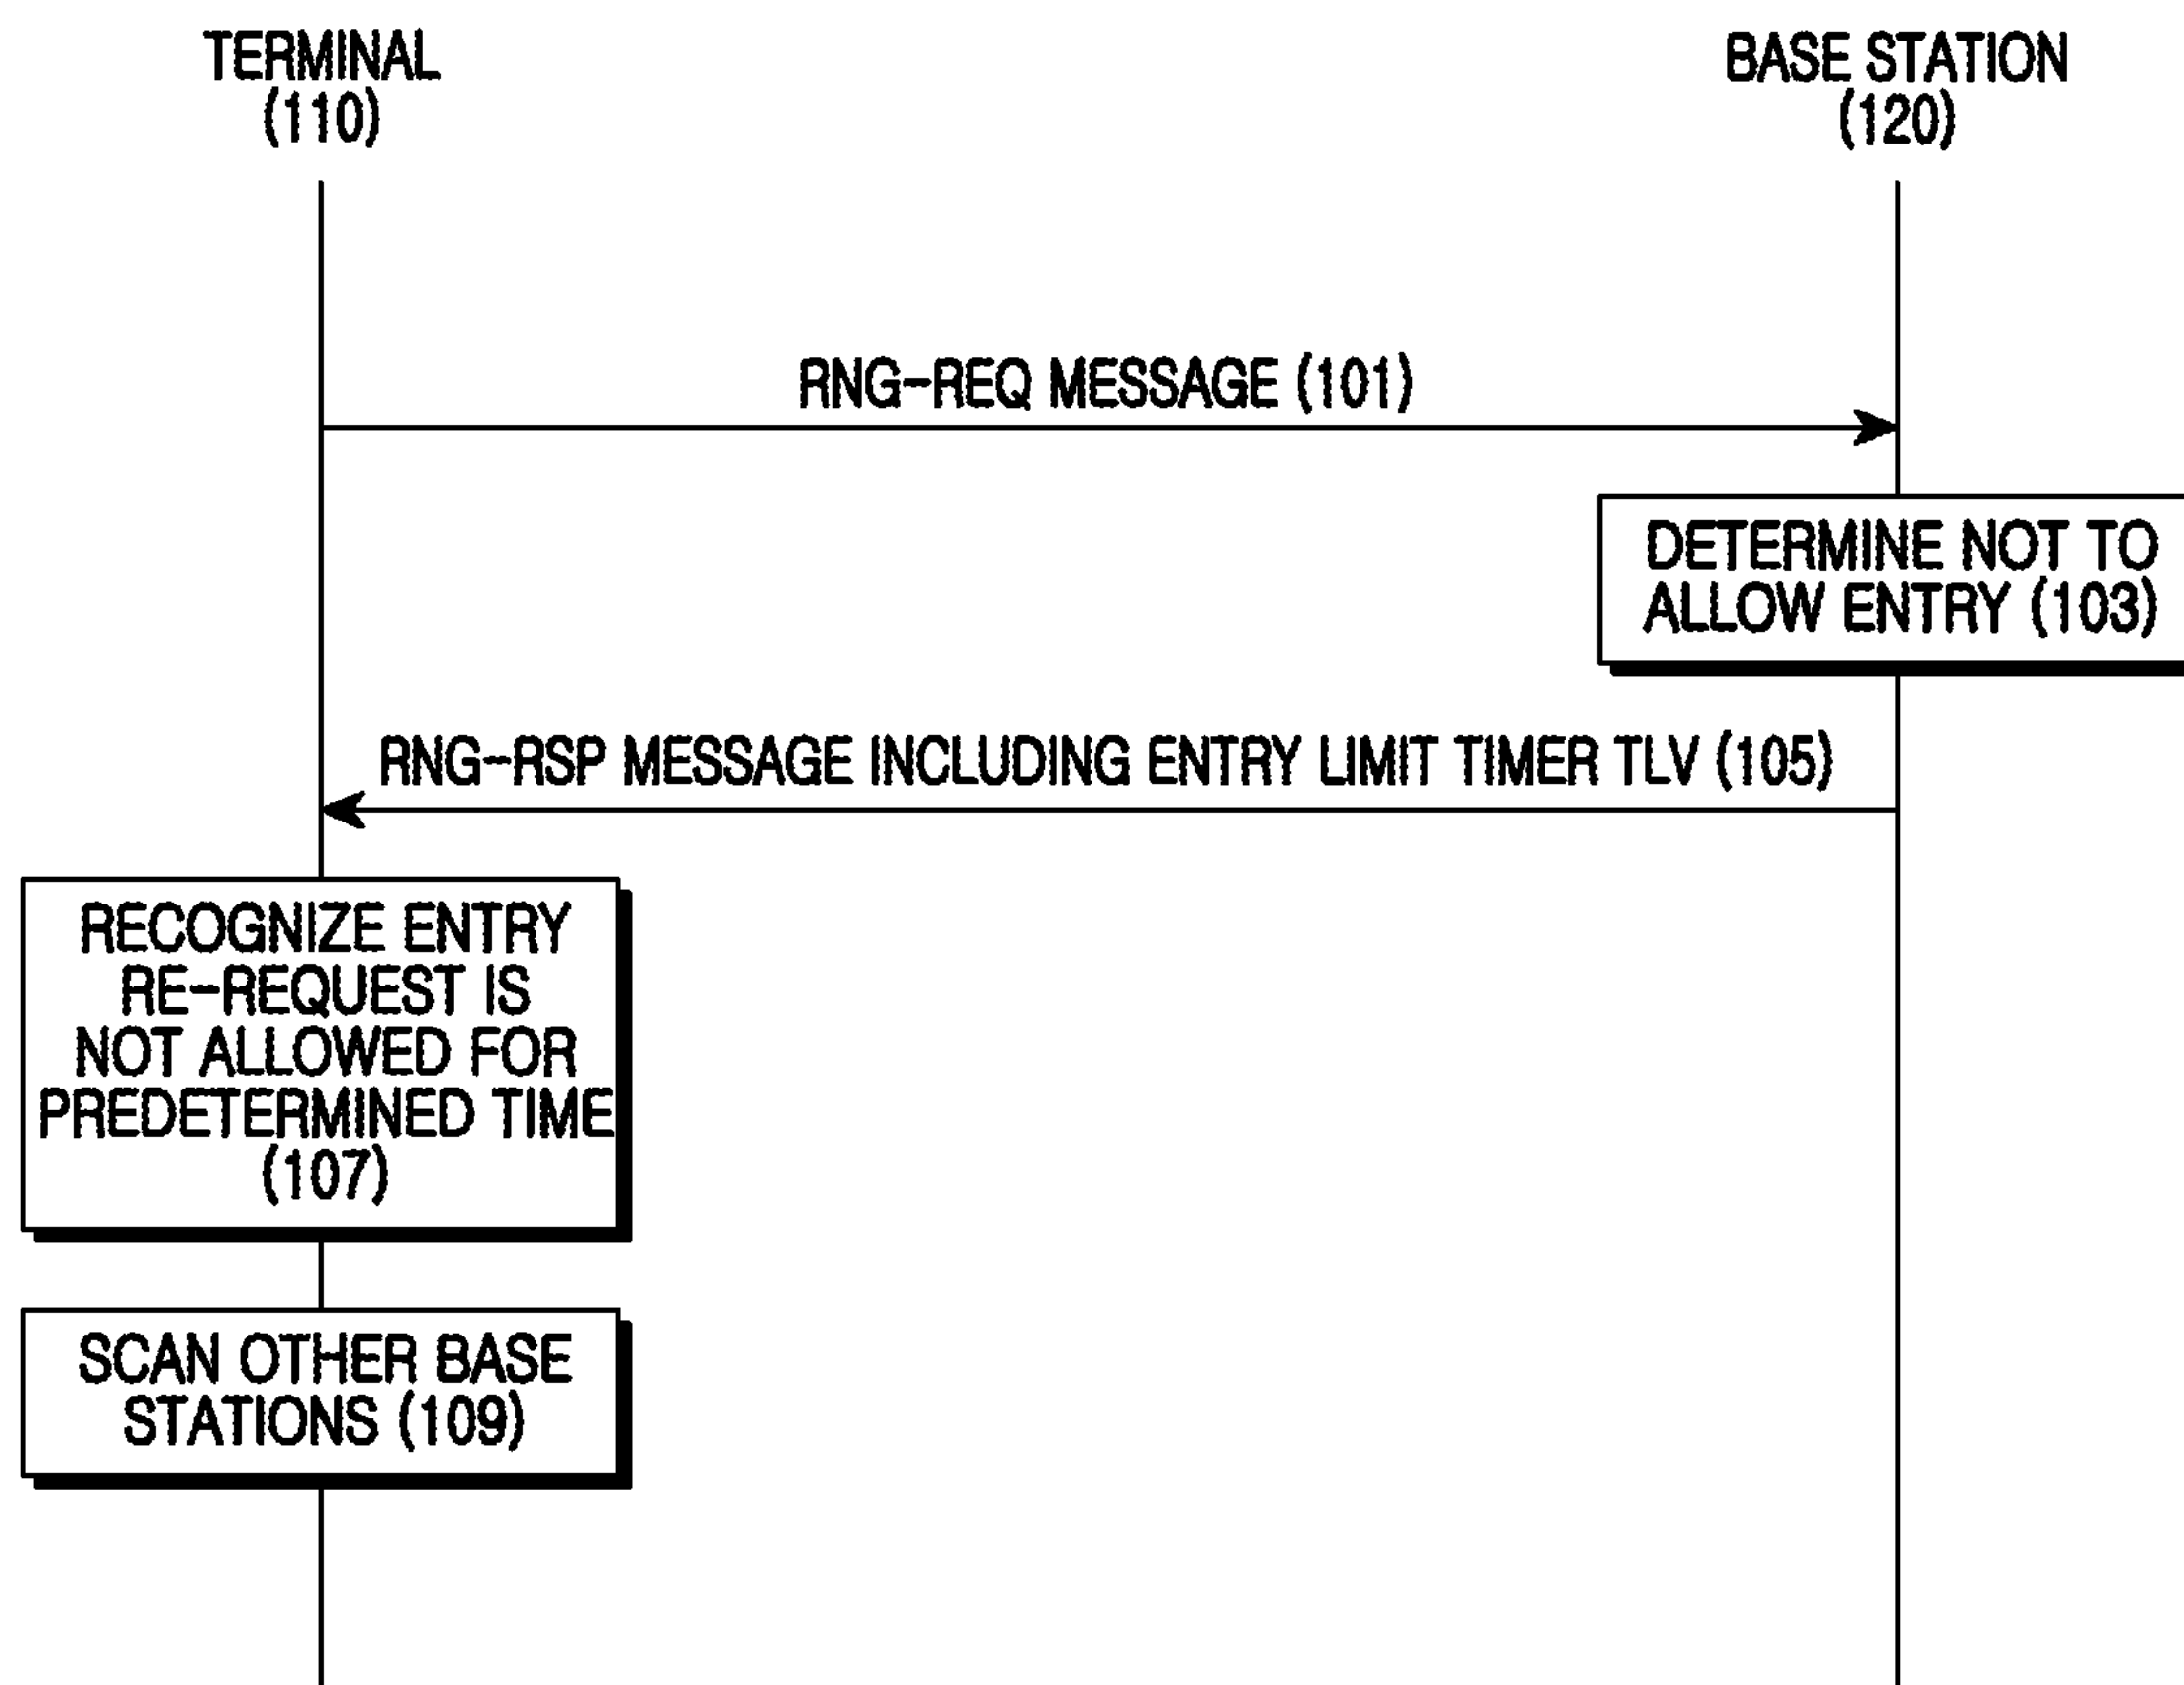 TERMINAL
(110)
BASE STATION
(120)
RNG-REQ MESSAGE (101)
DETERMINE NOT TO
ALLOW ENTRY (103)
RNG-RSP MESSAGE INCLUDING ENTRY LIMIT TIMER TLV (105)
RECOGNIZE ENTRY
RE-REQUEST IS
NOT ALLOWED FOR
PREDETERMINED TIME
(107)
SCAN OTHER BASE
STATIONS (109)